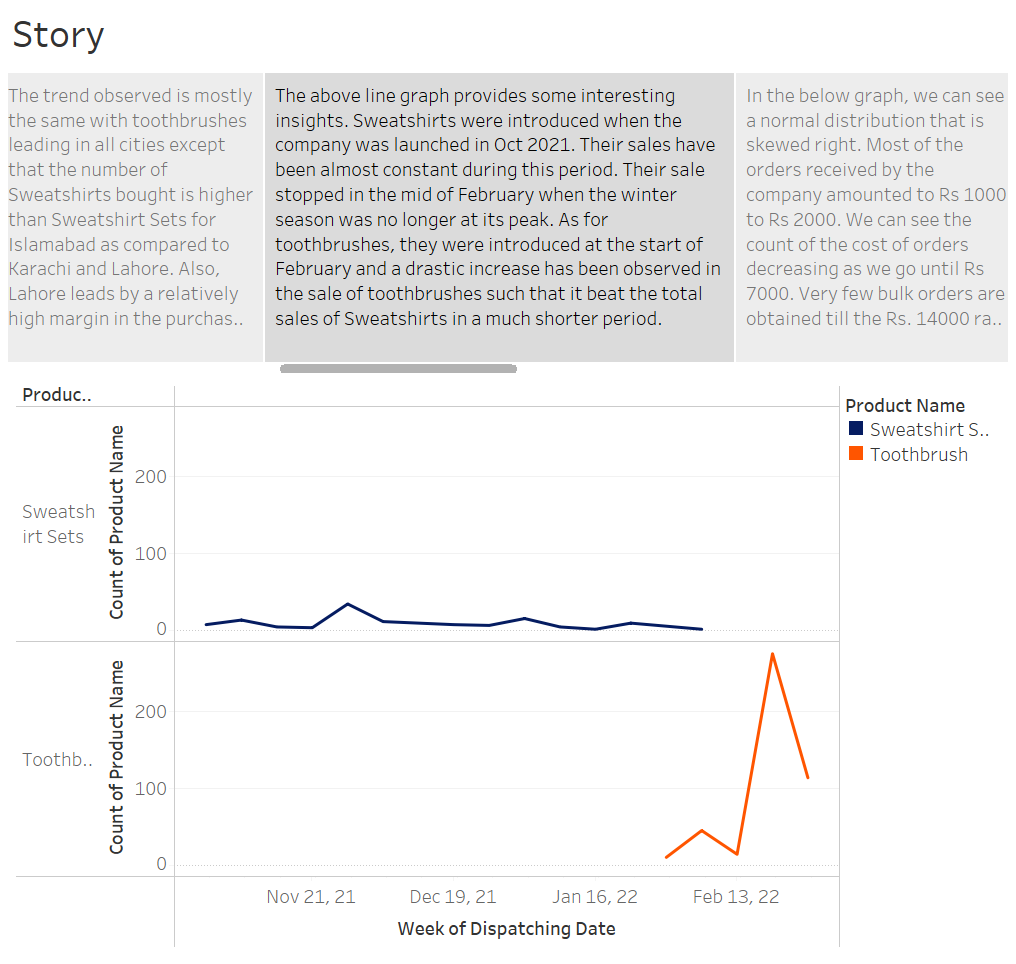 Story
The trend observed is mostly
the same with toothbrushes
leading in all cities except
that the number of
Sweatshirts bought is higher
than Sweatshirt Sets for
Islamabad as compared to
Karachi and Lahore. Also,
Lahore leads by a relatively
high margin in the purchas..
The above line graph provides some interesting
insights. Sweatshirts were introduced when the
company was launched in Oct 2021. Their sales have
been almost constant during this period. Their sale
stopped in the mid of February when the winter
season was no longer at its peak. As for
toothbrushes, they were introduced at the start of
February and a drastic increase has been observed in
the sale of toothbrushes such that it beat the total
sales of Sweatshirts in a much shorter period.
In the below graph, we can see
a normal distribution that is
skewed right. Most of the
orders received by the
company amounted to Rs 1000
to Rs 2000. We can see the
count of the cost of orders
decreasing as we go until Rs
7000. Very few bulk orders are
obtained till the Rs. 14000 ra..
Produc..
Sweatsh
irt Sets
Count of Product Name
200
100
0
Toothb..
Count of Product Name
200
100
0
Nov 21, 21
Dec 19, 21
Jan 16, 22
Feb 13, 22
Week of Dispatching Date
Product Name
Sweatshirt S..
Toothbrush